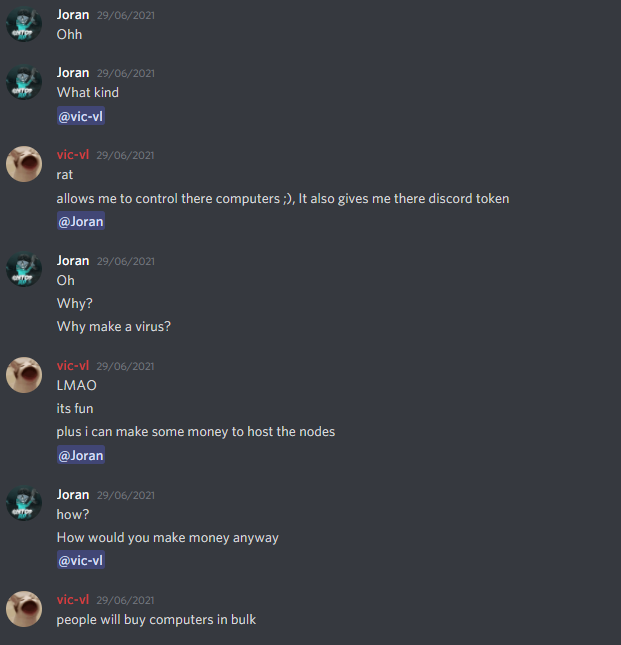 Joran 29/06/2021
Ohh
Joran 29/06/2021
What kind
@vic-vl
vic-vl 29/06/2021
rat
allows me to control there computers ;), It also gives me there discord token
@Joran
Joran 29/06/2021
Oh
Why?
Why make a virus?
vic-vl 29/06/2021
LMAO
its fun
plus i can make some money to host the nodes
@Joran
Joran 29/06/2021
how?
How would you make money anyway
@vic-vl
vic-vl 29/06/2021
people will buy computers in bulk